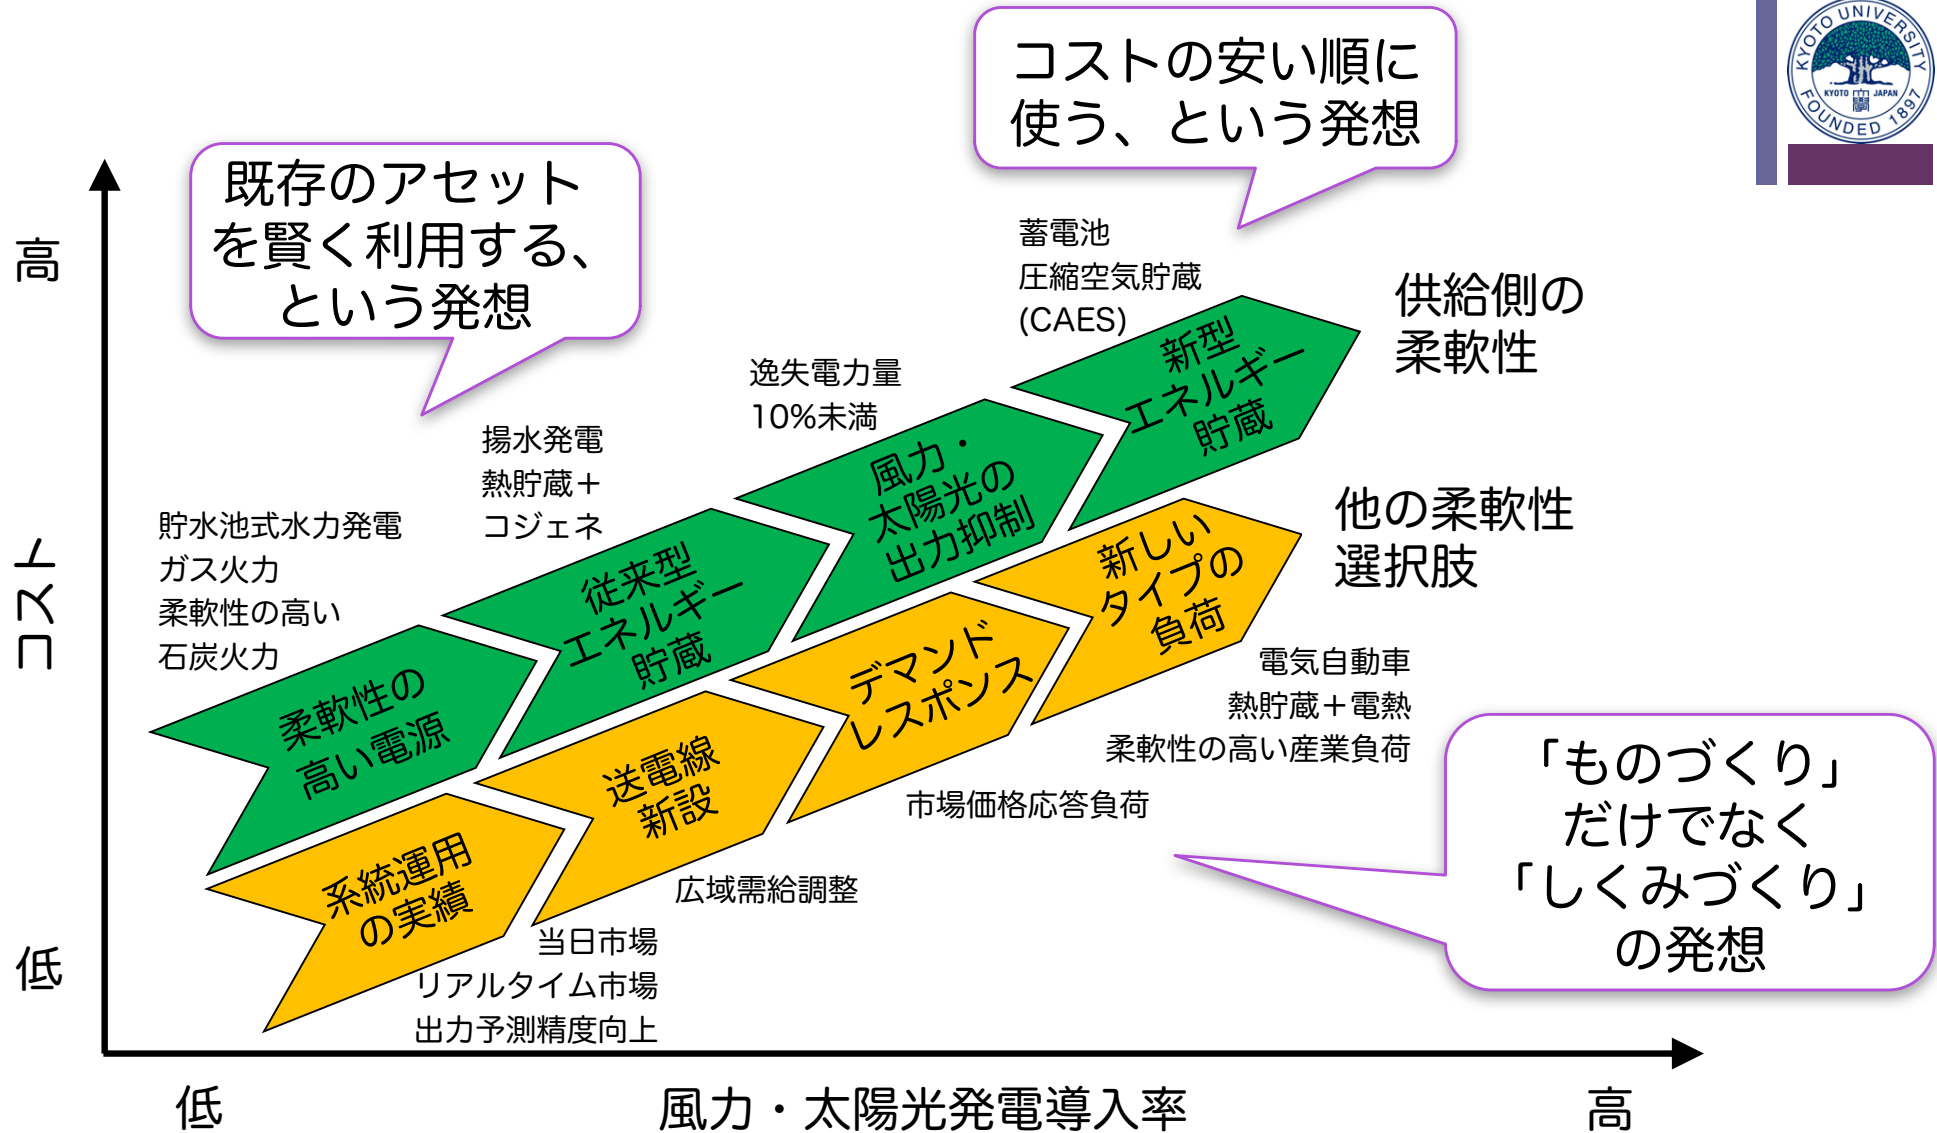 コストの安い順に
使う、という発想
KYOTO UNIVERSITY
KYOTO JAPAN
FOUNDED 1897
既存のアセット
を賢く利用する、
という発想
高
コスト
低
蓄電池
圧縮空気貯蔵
(CAES)
供給側の
柔軟性
新型
エネルギー
貯蔵
逸失電力量
10%未満
風力・
太陽光の
出力抑制
揚水発電
熱貯蔵＋
コジェネ
従来型
エネルギー
貯蔵
貯水池式水力発電
ガス火力
柔軟性の高い
石炭火力
柔軟性の
高い電源
他の柔軟性
選択肢
新しい
タイプの
負荷
電気自動車
熱貯蔵＋電熱
柔軟性の高い産業負荷
デマンド
レスポンス
市場価格応答負荷
送電線
新設
広域需給調整
系統運用
の実績
当日市場
リアルタイム市場
出力予測精度向上
「ものづくり」
だけでなく
「しくみづくり」
の発想
低
風力・太陽光発電導入率
高